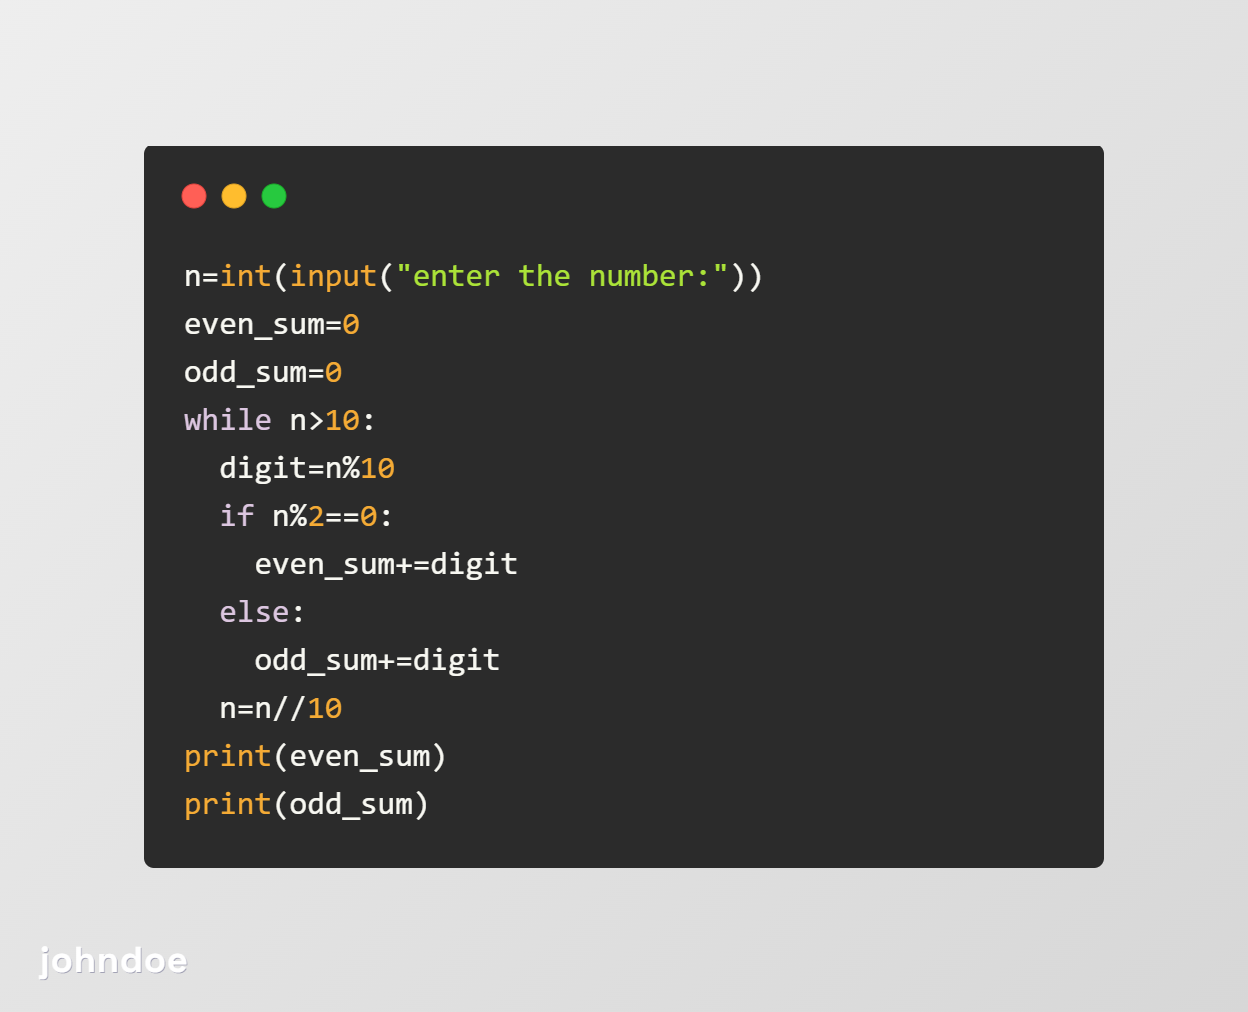 n=int(input("enter the number:"))
even_sum=0
odd_sum=0
while n>10:
  digit=n%10
  if n%2==0:
    even_sum+=digit
  else:
    odd_sum+=digit
  n=n//10
print(even_sum)
print(odd_sum)
johndoe